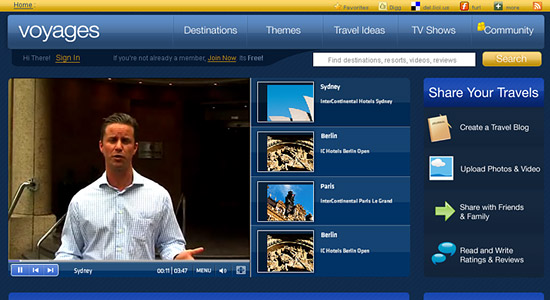 Home
Favorites
Digg
del.icio.us
furl
more
voyages
Destinations
Themes
Travel Ideas
TV Shows
Community
Hi There! Sign In
If you're not already a member, Join Now Its Free!
Find destinations, resorts, videos, reviews
Search
Sydney
InterContinental Hotels Sydney
Berlin
IC Hotels Berlin Open
Paris
InterContinental Paris Le Grand
Berlin
IC Hotels Berlin Open
Sydney
00:11 | 03:47
MENU
Share Your Travels
Create a Travel Blog
Upload Photos & Video
Share with Friends
& Family
Read and Write
Ratings & Reviews